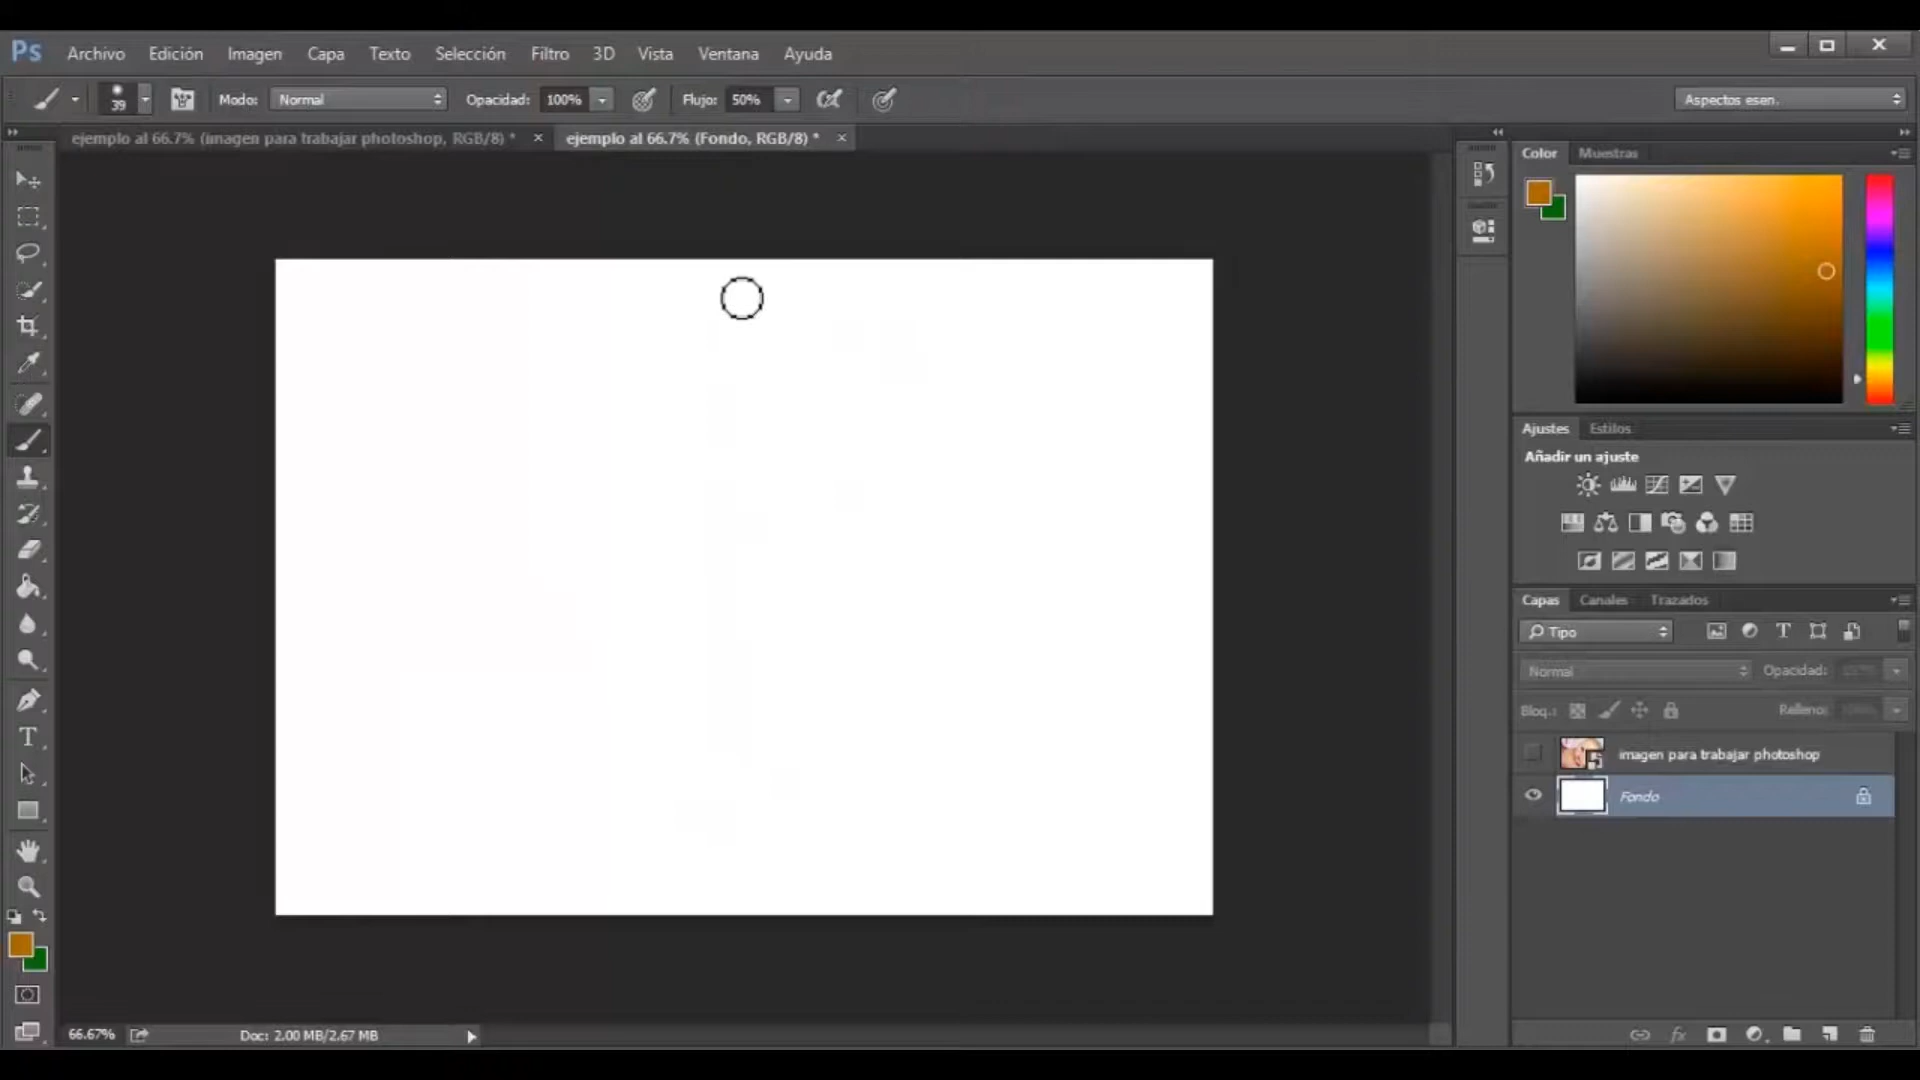 Ps Archivo Edición Imagen Capa Texto Selección Filtro 3D Vista Ventana Ayuda
39 Modo: Normal Opacidad: 100% Flujo: 50% Aspectos esen.
ejemplo al 66.7% (imagen para trabajar photoshop, RGB/8) * × ejemplo al 66.7% (Fondo, RGB/8) * ×
Color Muestras
Ajustes Estilos
Añadir un ajuste
Capas Canales Trazados
Tipo
Normal Opacidad:
Bloq.: Relleno:
imagen para trabajar photoshop
Fondo
66.67% Doc: 2.00 MB/2.67 MB